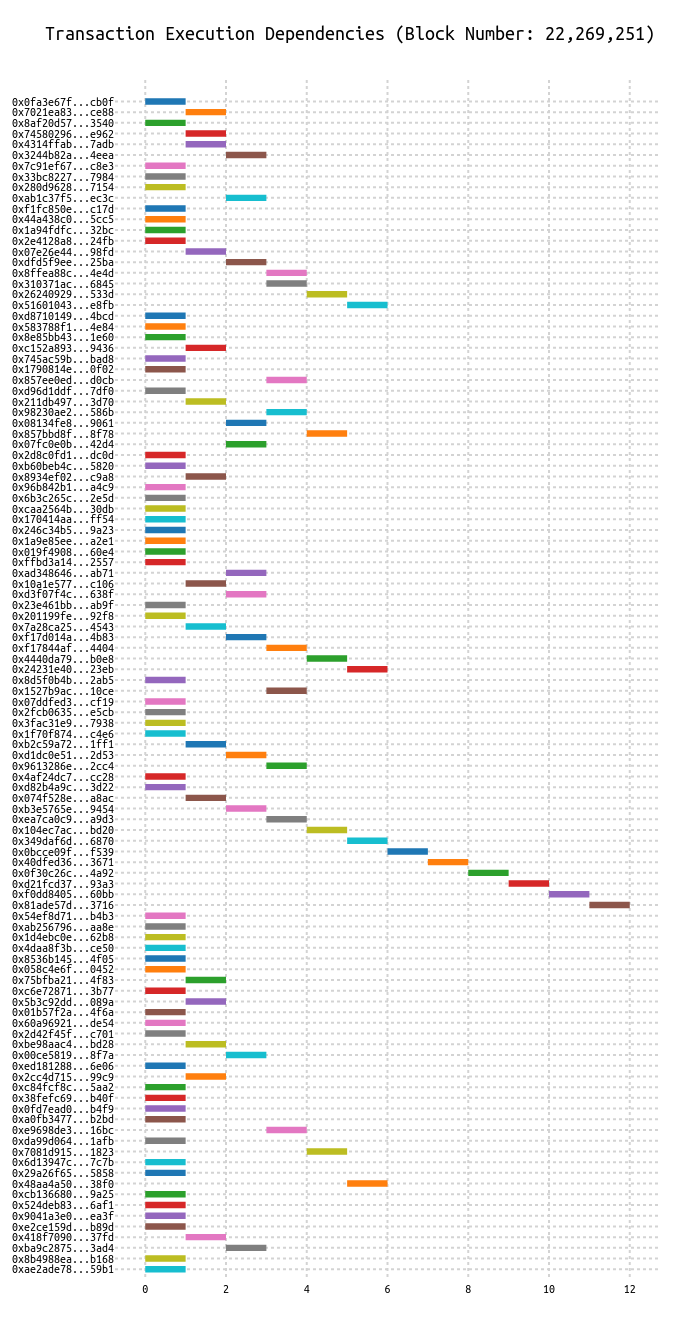 Transaction Execution Dependencies (Block Number: 22,269,251)
0x0fa3e67f...cb0f
0x7021ea83...ce88
0x8af20d57...3540
0x74580296...e962
0x4314ffab...7adb
0x3244b82a...4eea
0x7c91ef67...c8e3
0x33bc8227...7984
0x280d9628...7154
0xab1c37f5...ec3c
0xf1fc850e...c17d
0x44a438c0...5cc5
0x1a94fdfc...32bc
0x2e4128a8...24fb
0x07e26e44...98fd
0xdfd5f9ee...25ba
0x8ffea88c...4e4d
0x310371ac...6845
0x26240929...533d
0x51601043...e8fb
0xd8710149...4bcd
0x583788f1...4e84
0x8e85bb43...1e60
0xc152a893...9436
0x745ac59b...bad8
0x1790814e...0f02
0x857ee0ed...d0cb
0xd96d1ddf...7df0
0x211db497...3d70
0x98230ae2...586b
0x08134fe8...9061
0x857bbd8f...8f78
0x07fc0e0b...42d4
0x2d8c0fd1...dc0d
0xb60beb4c...5820
0x8934ef02...c9a8
0x96b842b1...a4c9
0x6b3c265c...2e5d
0xcaa2564b...30db
0x170414aa...ff54
0x246c34b5...9a23
0x1a9e85ee...a2e1
0x019f4908...60e4
0xffbd3a14...2557
0xad348646...ab71
0x10a1e577...c106
0xd3f07f4c...638f
0x23e461bb...ab9f
0x201199fe...92f8
0x7a28ca25...4543
0xf17d014a...4b83
0xf17844af...4404
0x4440da79...b0e8
0x24231e40...23eb
0x8d5f0b4b...2ab5
0x1527b9ac...10ce
0x07ddfed3...cf19
0x2fcb0635...e5cb
0x3fac31e9...7938
0x1f70f874...c4e6
0xb2c59a72...1ff1
0xd1dc0e51...2d53
0x9613286e...2cc4
0x4af24dc7...cc28
0xd82b4a9c...3d22
0x074f528e...a8ac
0xb3e5765e...9454
0xea7ca0c9...a9d3
0x104ec7ac...bd20
0x349daf6d...6870
0x0bcce09f...f539
0x40dfed36...3671
0x0f30c26c...4a92
0xd21fcd37...93a3
0xf0dd8405...60bb
0x81ade57d...3716
0x54ef8d71...b4b3
0xab256796...aa8e
0x1d4ebc0e...62b8
0x4daa8f3b...ce50
0x8536b145...4f05
0x058c4e6f...0452
0x75bfba21...4f83
0xc6e72871...3b77
0x5b3c92dd...089a
0x01b57f2a...4f6a
0x60a96921...de54
0x2d42f45f...c701
0xbe98aac4...bd28
0x00ce5819...8f7a
0xed181288...6e06
0x2cc4d715...99c9
0xc84fcf8c...5aa2
0x38fefc69...b40f
0x0fd7ead0...b4f9
0xa0fb3477...b2bd
0xe9698de3...16bc
0xda99d064...1afb
0x7081d915...1823
0x6d13947c...7c7b
0x29a26f65...5858
0x48aa4a50...38f0
0xcb136680...9a25
0x524deb83...6af1
0x9041a3e0...ea3f
0xe2ce159d...b89d
0x418f7090...37fd
0xba9c2875...3ad4
0x8b4988ea...b168
0xae2ade78...59b1
0 2 4 6 8 10 12